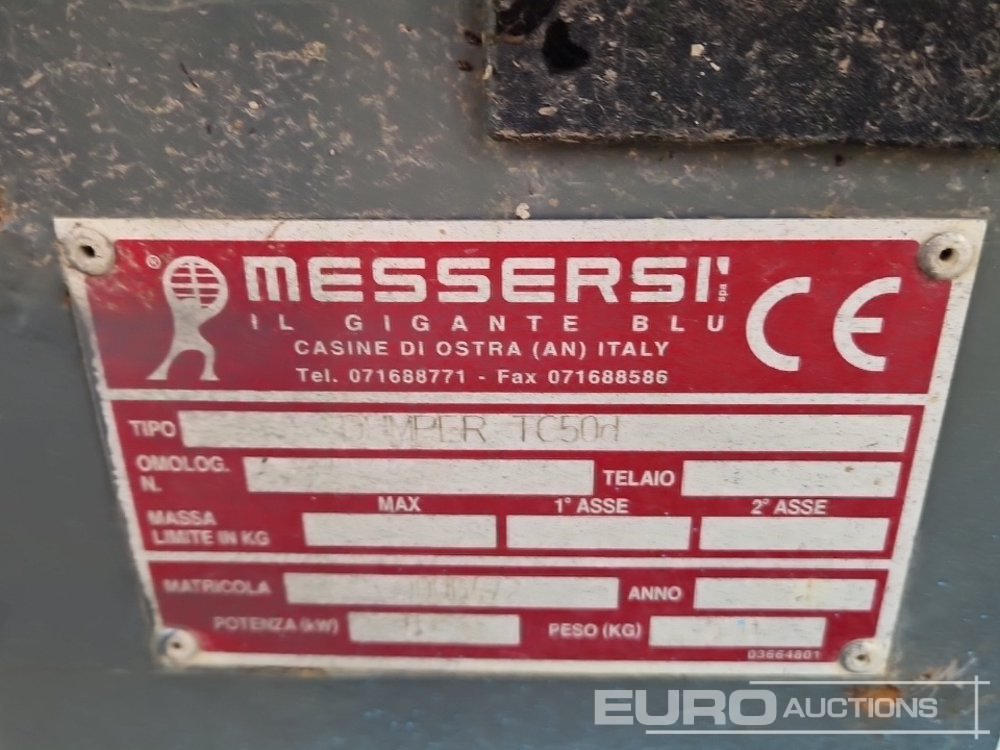 ® MESSERSI' spa
IL GIGANTE BLU
CASINE DI OSTRA (AN) ITALY
Tel. 071688771 - Fax 071688586
CE
TIPO DUMPER TC50d
OMOLOG. N. TELAIO
MAX 1° ASSE 2° ASSE
MASSA LIMITE IN KG
MATRICOLA ANNO
POTENZA (kW) PESO (KG)
03664801
EURO AUCTIONS